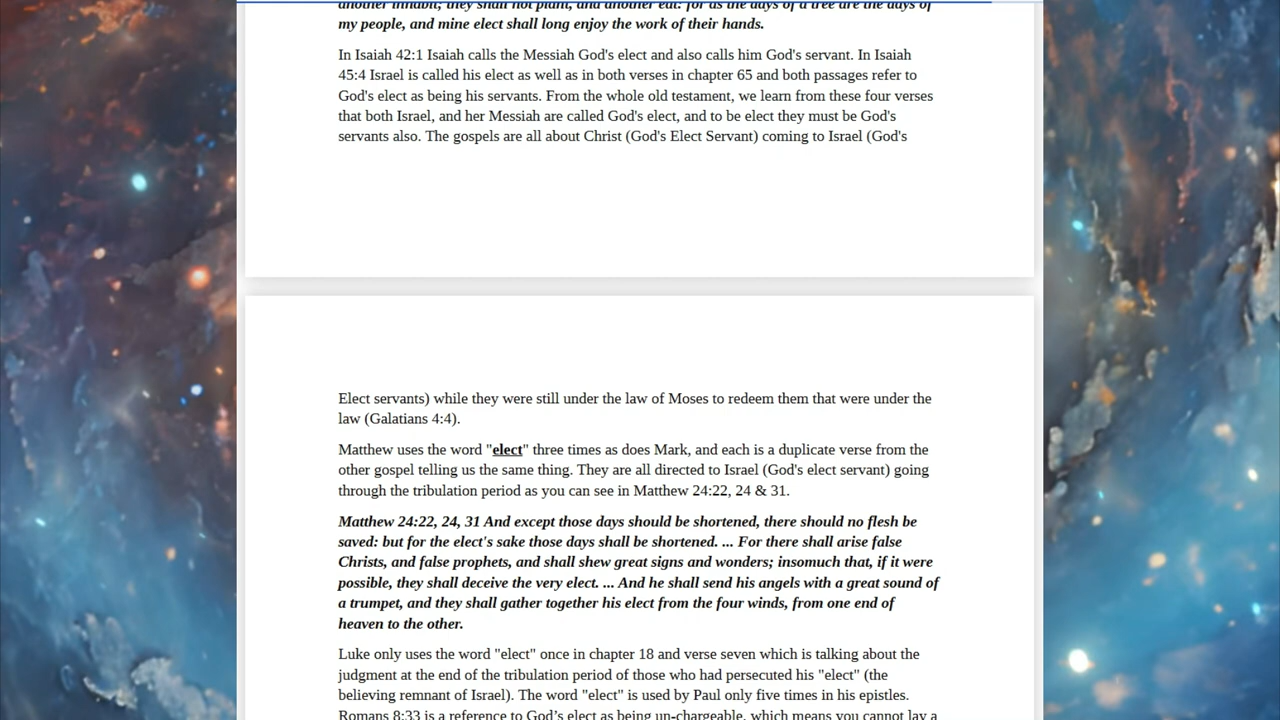 another inhabit; they shall not plant, and another eat: for as the days of a tree are the days of
my people, and mine elect shall long enjoy the work of their hands.
In Isaiah 42:1 Isaiah calls the Messiah God's elect and also calls him God's servant. In Isaiah
45:4 Israel is called his elect as well as in both verses in chapter 65 and both passages refer to
God's elect as being his servants. From the whole old testament, we learn from these four verses
that both Israel, and her Messiah are called God's elect, and to be elect they must be God's
servants also. The gospels are all about Christ (God's Elect Servant) coming to Israel (God's
Elect servants) while they were still under the law of Moses to redeem them that were under the
law (Galatians 4:4).
Matthew uses the word "elect" three times as does Mark, and each is a duplicate verse from the
other gospel telling us the same thing. They are all directed to Israel (God's elect servant) going
through the tribulation period as you can see in Matthew 24:22, 24 & 31.
Matthew 24:22, 24, 31 And except those days should be shortened, there should no flesh be
saved: but for the elect's sake those days shall be shortened. ... For there shall arise false
Christs, and false prophets, and shall shew great signs and wonders; insomuch that, if it were
possible, they shall deceive the very elect. ... And he shall send his angels with a great sound of
a trumpet, and they shall gather together his elect from the four winds, from one end of
heaven to the other.
Luke only uses the word "elect" once in chapter 18 and verse seven which is talking about the
judgment at the end of the tribulation period of those who had persecuted his "elect" (the
believing remnant of Israel). The word "elect" is used by Paul only five times in his epistles.
Romans 8:33 is a reference to God’s elect as being un-chargeable, which means you cannot lay a